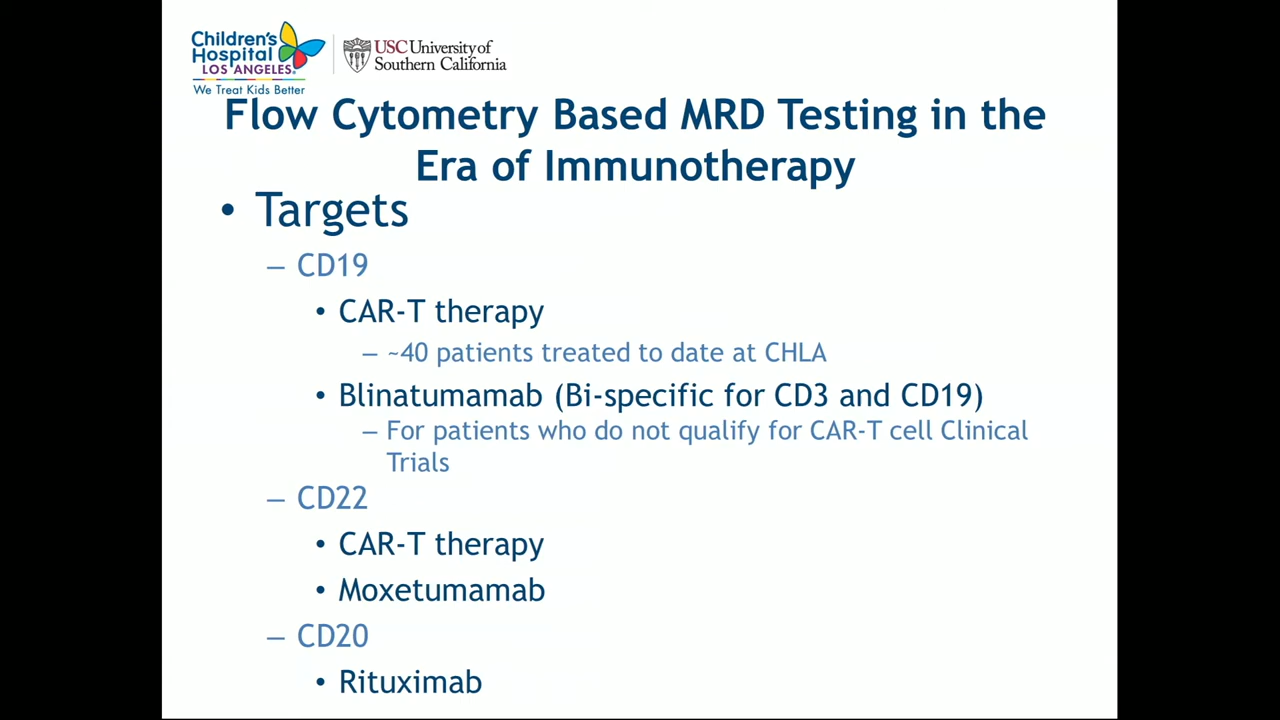 Children's
Hospital
LOS ANGELES®
We Treat Kids Better
USC University of
Southern California
Flow Cytometry Based MRD Testing in the
Era of Immunotherapy
• Targets
– CD19
• CAR-T therapy
– ~40 patients treated to date at CHLA
• Blinatumamab (Bi-specific for CD3 and CD19)
– For patients who do not qualify for CAR-T cell Clinical
Trials
– CD22
• CAR-T therapy
• Moxetumamab
– CD20
• Rituximab